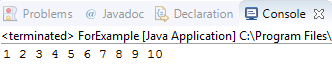 Problems @ Javadoc Declaration Console
<terminated> ForExample [Java Application] C:\Program Files\
1 2 3 4 5 6 7 8 9 10